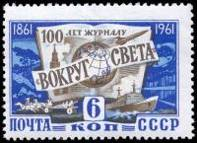 1861 1961
100 ЛЕТ ЖУРНАЛУ
ВОКРУГ СВЕТА
ПОЧТА 6 КОП СССР